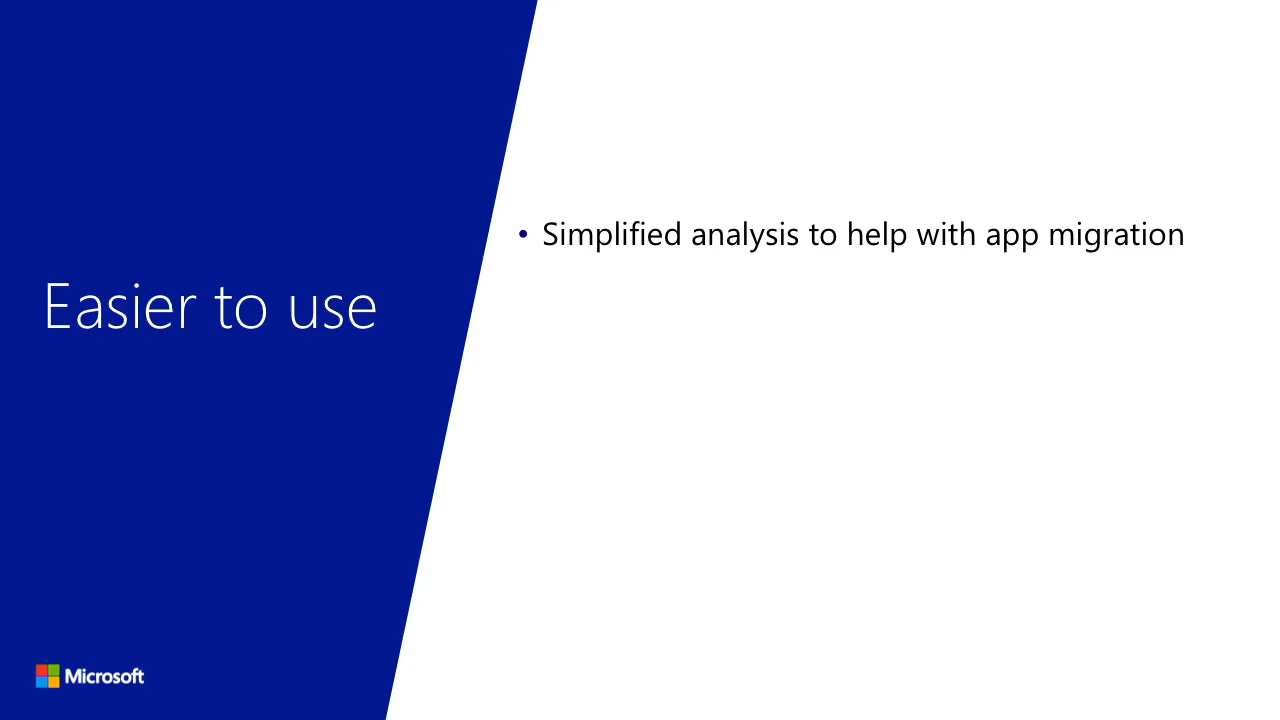 Easier to use
• Simplified analysis to help with app migration
Microsoft